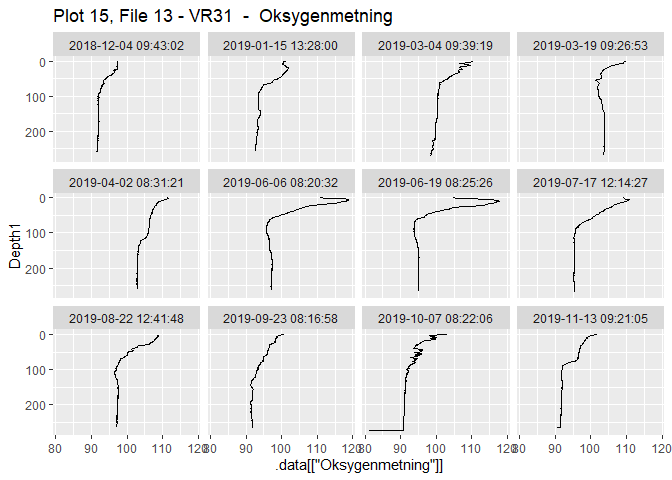 Plot 15, File 13 - VR31  -  Oksygenmetning
2018-12-04 09:43:02 2019-01-15 13:28:00 2019-03-04 09:39:19 2019-03-19 09:26:53
0
100
200
2019-04-02 08:31:21 2019-06-06 08:20:32 2019-06-19 08:25:26 2019-07-17 12:14:27
0
100
200
Depth1
2019-08-22 12:41:48 2019-09-23 08:16:58 2019-10-07 08:22:06 2019-11-13 09:21:05
0
100
200
80 90 100 110 120 80 90 100 110 120 80 90 100 110 120 80 90 100 110 120
.data[["Oksygenmetning"]]